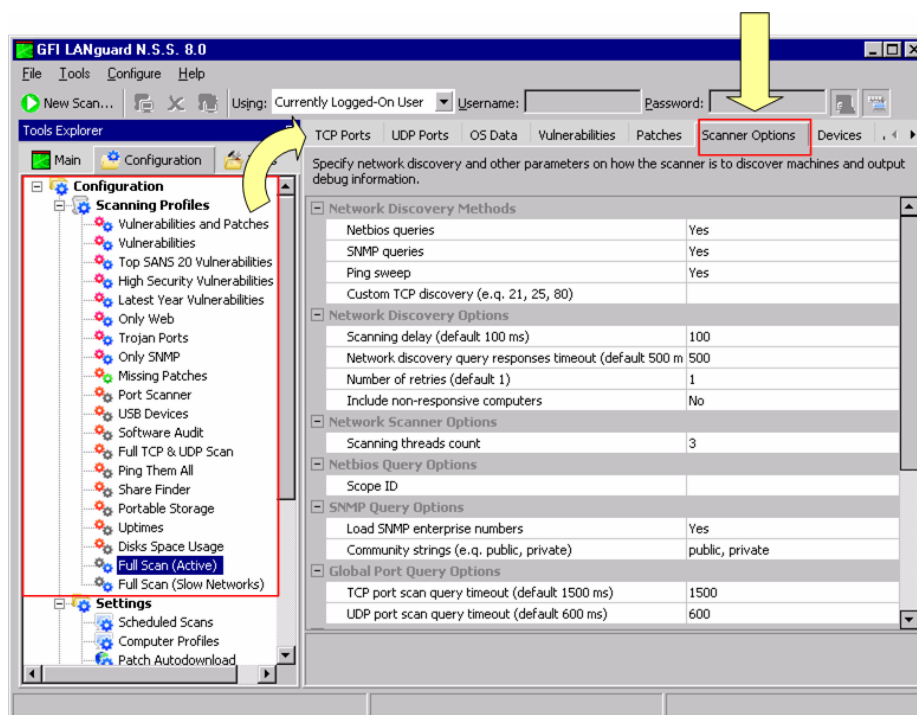 GFI LANguard N.S.S. 8.0
File Tools Configure Help
New Scan... Using: Currently Logged-On User Username: Password:
Tools Explorer
Main Configuration
TCP Ports UDP Ports OS Data Vulnerabilities Patches Scanner Options Devices
Specify network discovery and other parameters on how the scanner is to discover machines and output
debug information.
Configuration
Scanning Profiles
Vulnerabilities and Patches
Vulnerabilities
Top SANS 20 Vulnerabilities
High Security Vulnerabilities
Latest Year Vulnerabilities
Only Web
Trojan Ports
Only SNMP
Missing Patches
Port Scanner
USB Devices
Software Audit
Full TCP & UDP Scan
Ping Them All
Share Finder
Portable Storage
Uptimes
Disks Space Usage
Full Scan (Active)
Full Scan (Slow Networks)
Settings
Scheduled Scans
Computer Profiles
Patch Autodownload
Network Discovery Methods
Netbios queries Yes
SNMP queries Yes
Ping sweep Yes
Custom TCP discovery (e.q. 21, 25, 80)
Network Discovery Options
Scanning delay (default 100 ms) 100
Network discovery query responses timeout (default 500 m 500
Number of retries (default 1) 1
Include non-responsive computers No
Network Scanner Options
Scanning threads count 3
Netbios Query Options
Scope ID
SNMP Query Options
Load SNMP enterprise numbers Yes
Community strings (e.q. public, private) public, private
Global Port Query Options
TCP port scan query timeout (default 1500 ms) 1500
UDP port scan query timeout (default 600 ms) 600